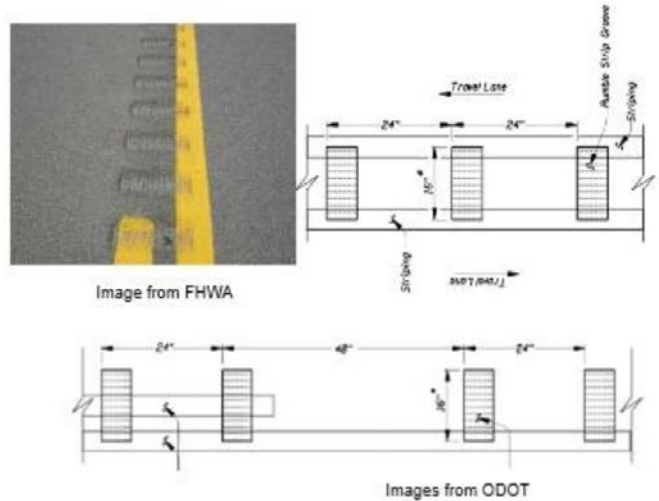 Travel Lane
Rumble Strip Groove
Striping
24"
24"
16"*
Striping
Travel Lane
Image from FHWA
24"
48"
24"
16"*
Images from ODOT